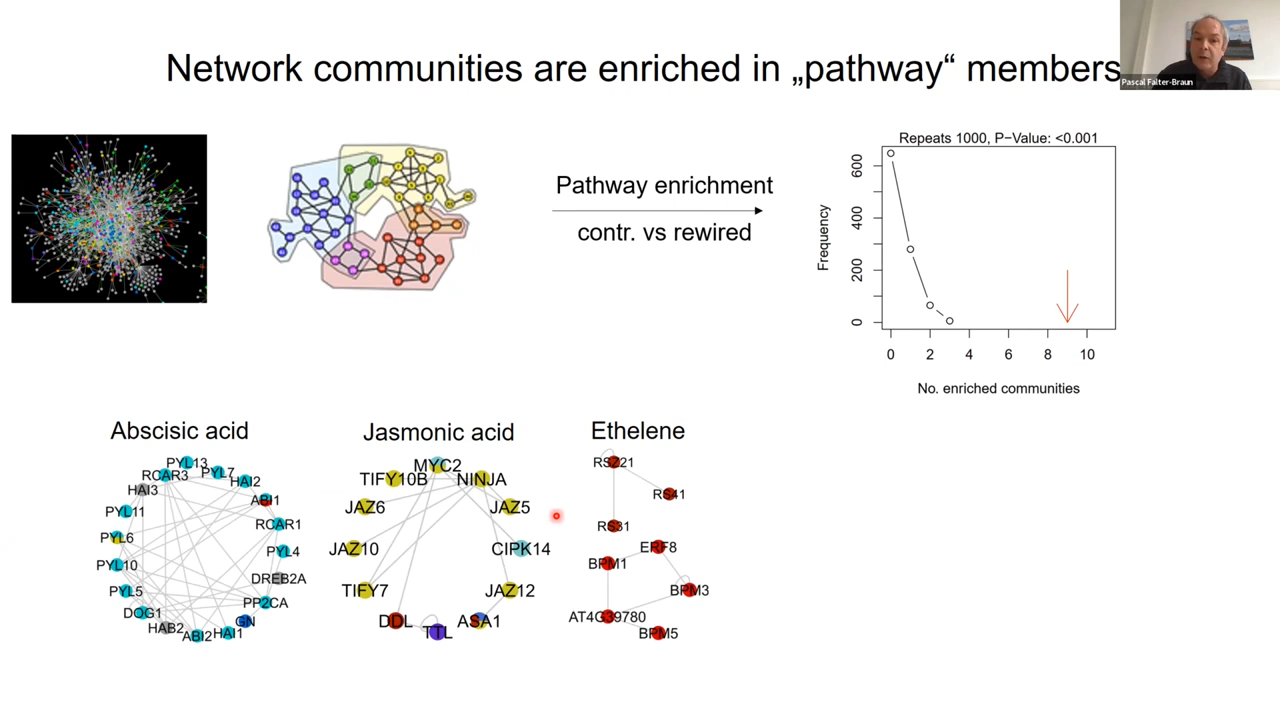 Network communities are enriched in „pathway“ members
Pascal Falter-Braun
Pathway enrichment
contr. vs rewired
Repeats 1000, P−Value: <0.001
Frequency
600
400
200
0
0 2 4 6 8 10
No. enriched communities
Abscisic acid
PYL13
PYL7
RCAR3
HAI2
HAI3
ABI1
PYL11
RCAR1
PYL6
PYL4
PYL10
DREB2A
PYL5
PP2CA
DOG1
GN
HAB2
HAI1
ABI2
Jasmonic acid
MYC2
TIFY10B
NINJA
JAZ6
JAZ5
JAZ10
CIPK14
TIFY7
JAZ12
DDL
TTL
ASA1
Ethelene
RSZ21
RS41
RS31
ERF8
BPM1
BPM3
AT4G39780
BPM5